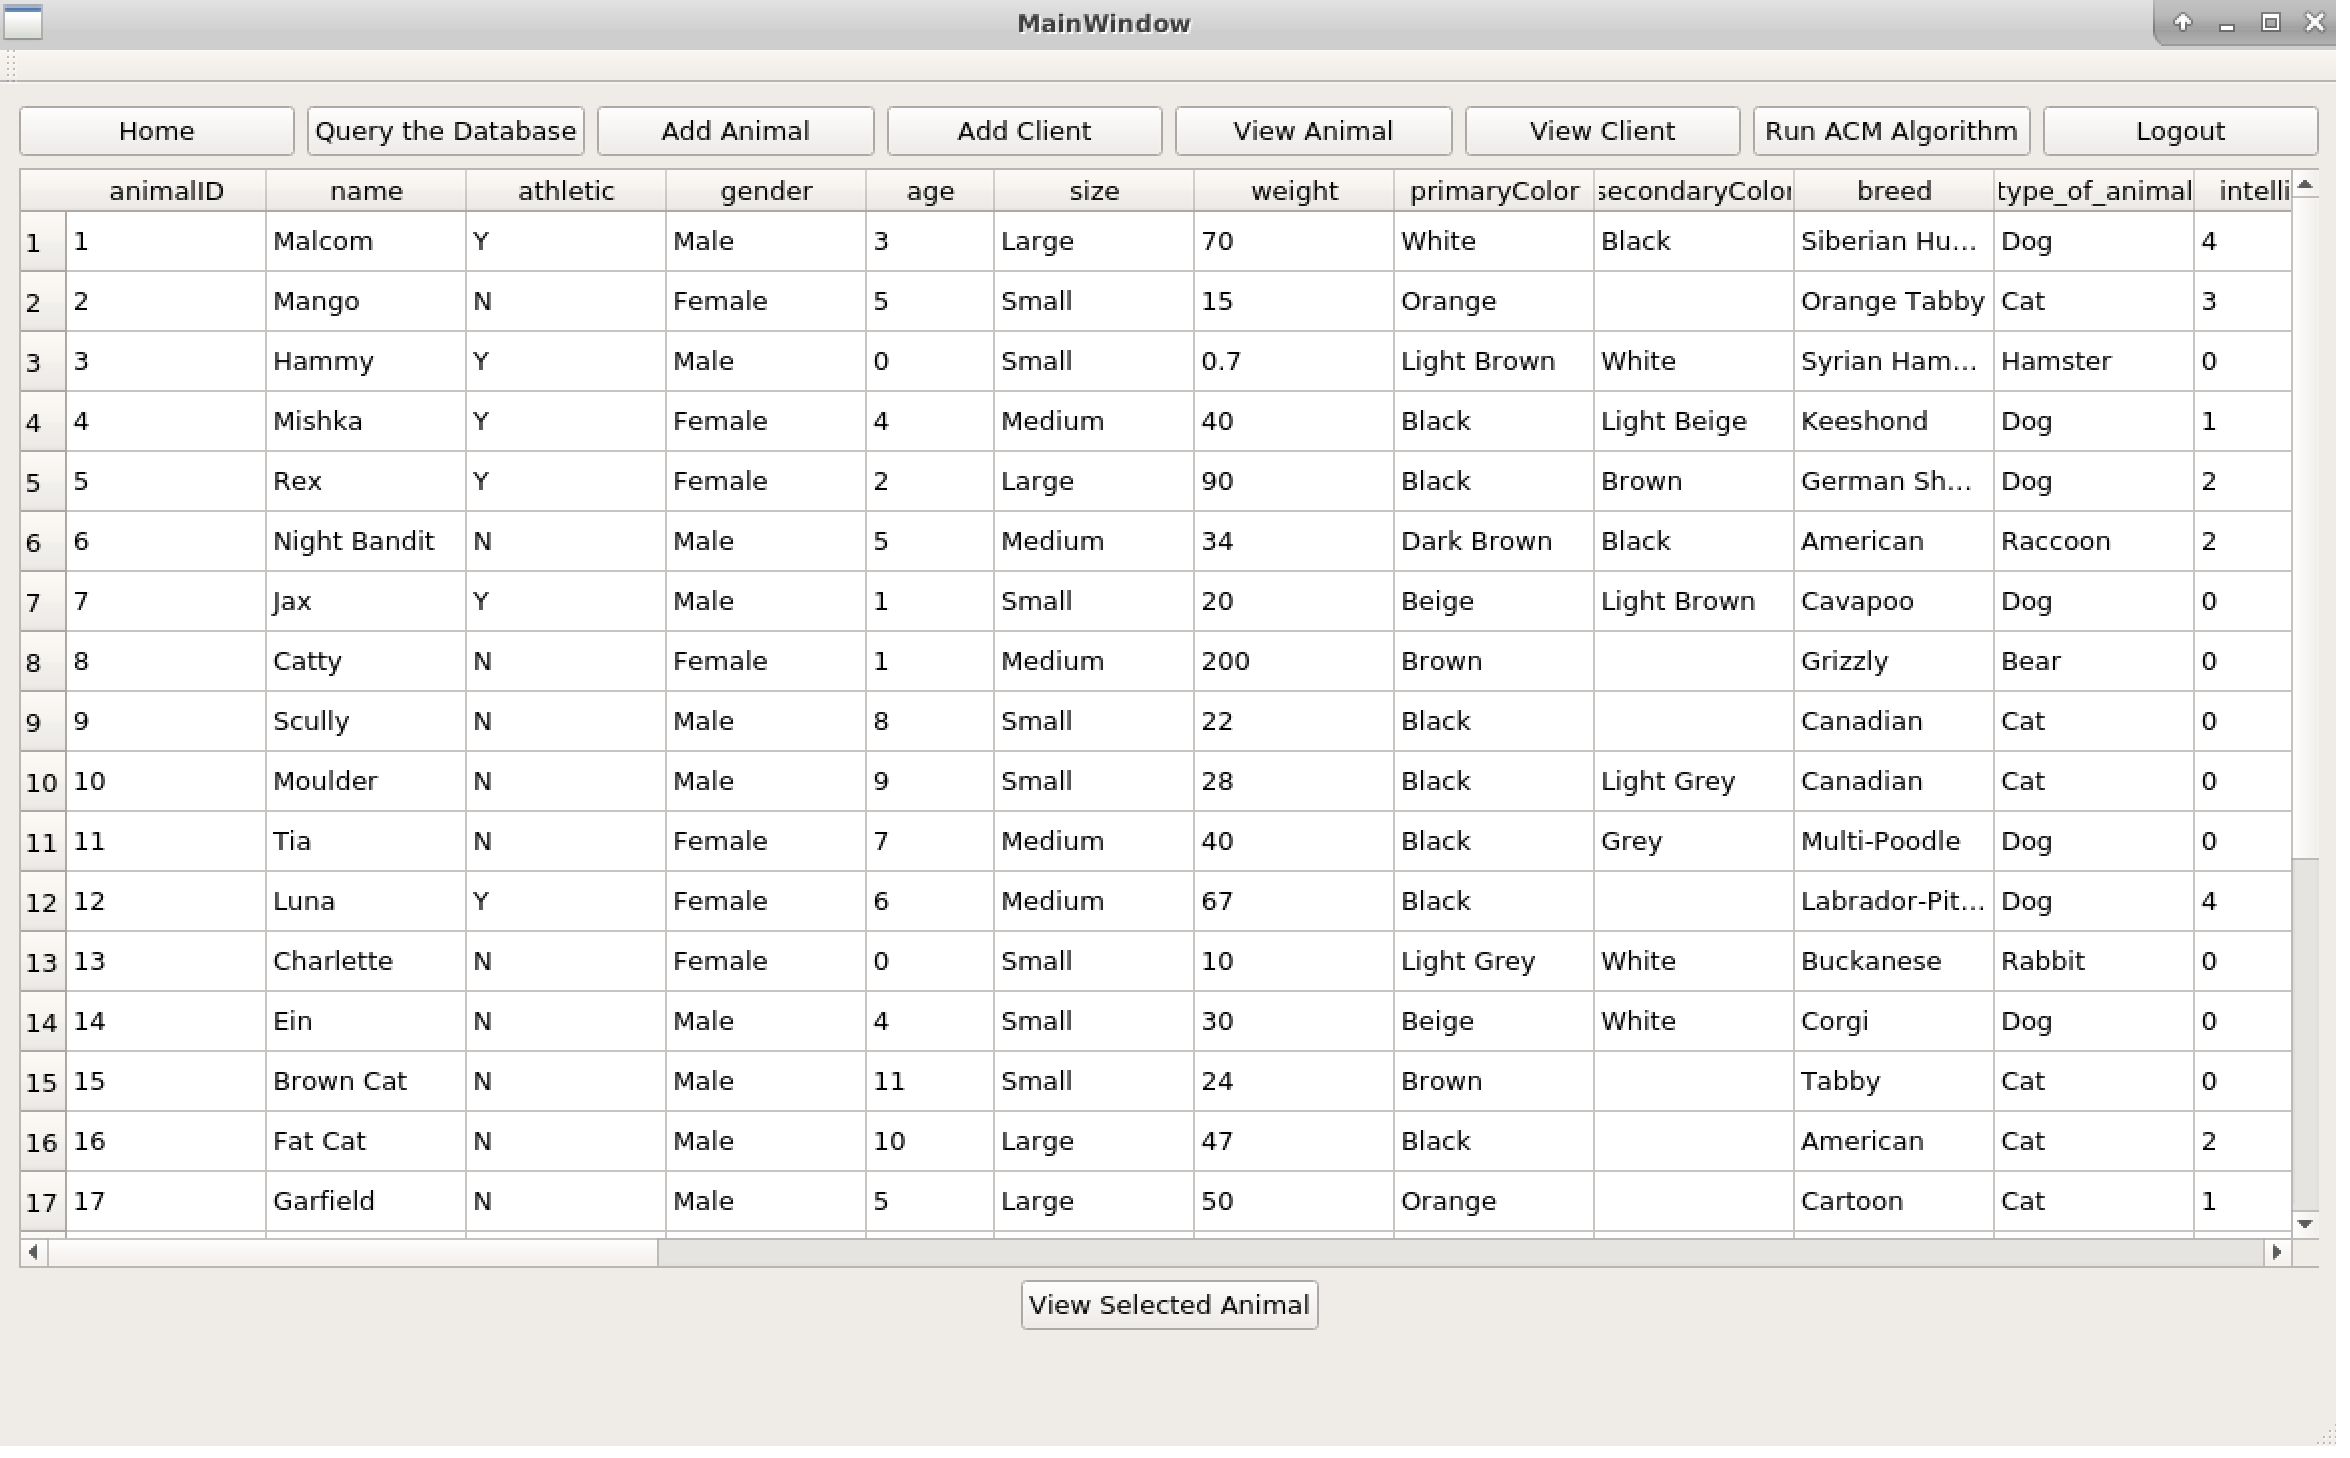 MainWindow
Home Query the Database Add Animal Add Client View Animal View Client Run ACM Algorithm Logout
animalID name athletic gender age size weight primaryColor secondaryColor breed type_of_animal intelli
1 1 Malcom Y Male 3 Large 70 White Black Siberian Hu... Dog 4
2 2 Mango N Female 5 Small 15 Orange Orange Tabby Cat 3
3 3 Hammy Y Male 0 Small 0.7 Light Brown White Syrian Ham... Hamster 0
4 4 Mishka Y Female 4 Medium 40 Black Light Beige Keeshond Dog 1
5 5 Rex Y Female 2 Large 90 Black Brown German Sh... Dog 2
6 6 Night Bandit N Male 5 Medium 34 Dark Brown Black American Raccoon 2
7 7 Jax Y Male 1 Small 20 Beige Light Brown Cavapoo Dog 0
8 8 Catty N Female 1 Medium 200 Brown Grizzly Bear 0
9 9 Scully N Male 8 Small 22 Black Canadian Cat 0
10 10 Moulder N Male 9 Small 28 Black Light Grey Canadian Cat 0
11 11 Tia N Female 7 Medium 40 Black Grey Multi-Poodle Dog 0
12 12 Luna Y Female 6 Medium 67 Black Labrador-Pit... Dog 4
13 13 Charlette N Female 0 Small 10 Light Grey White Buckanese Rabbit 0
14 14 Ein N Male 4 Small 30 Beige White Corgi Dog 0
15 15 Brown Cat N Male 11 Small 24 Brown Tabby Cat 0
16 16 Fat Cat N Male 10 Large 47 Black American Cat 2
17 17 Garfield N Male 5 Large 50 Orange Cartoon Cat 1
View Selected Animal